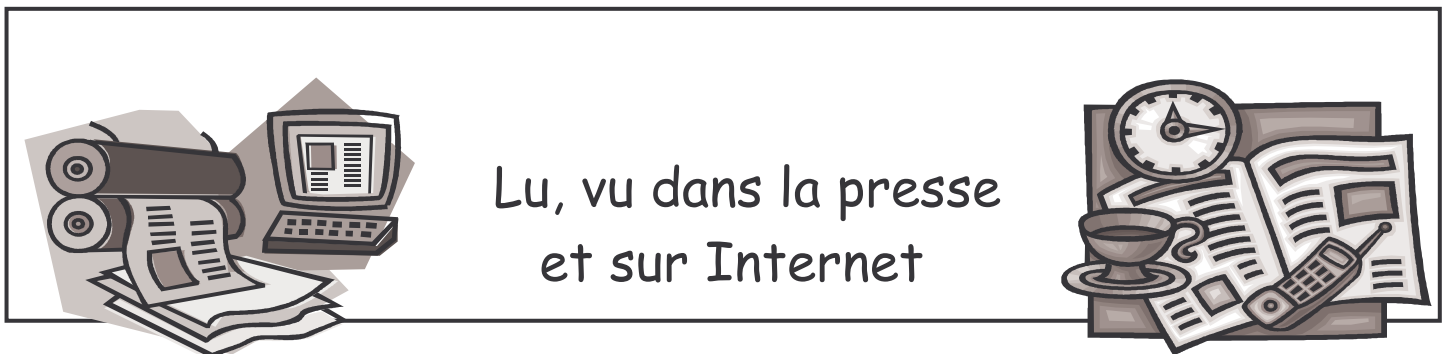 Lu, vu dans la presse
et sur Internet